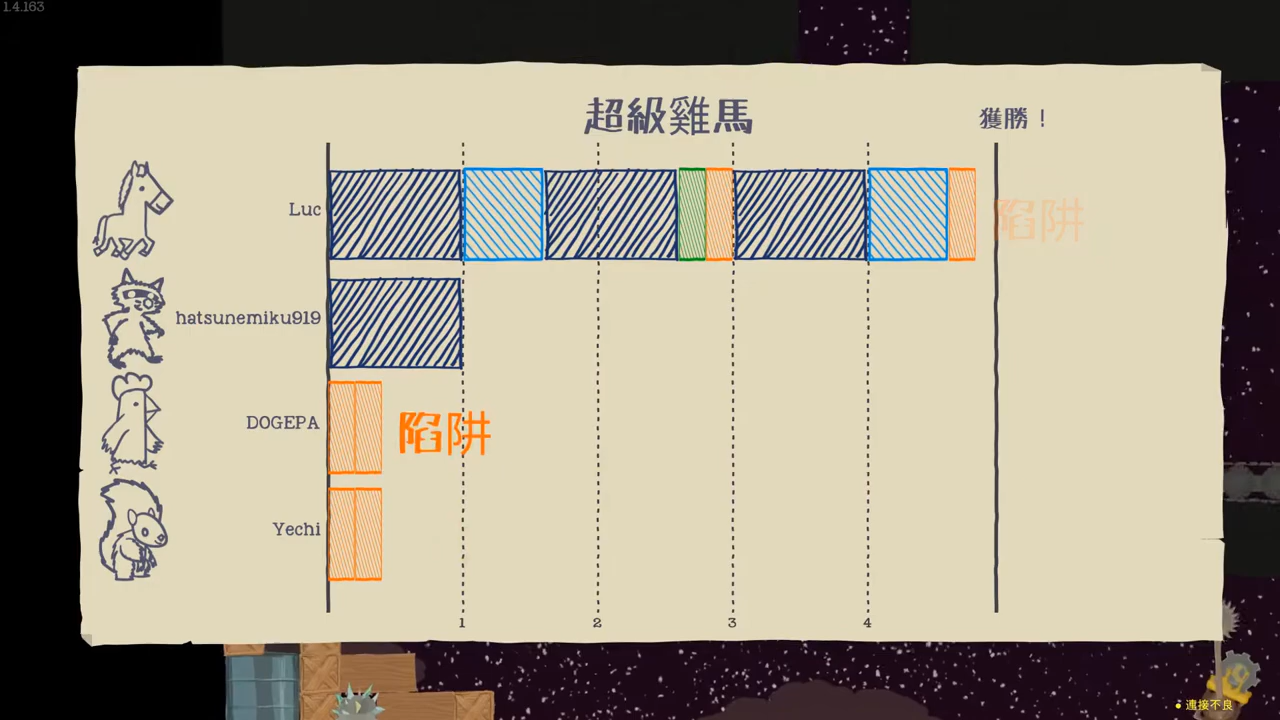 1.4.163
超級雞馬
獲勝！
Luc
陷阱
hatsunemiku919
DOGEPA
陷阱
Yechi
1
2
3
4
連接不良